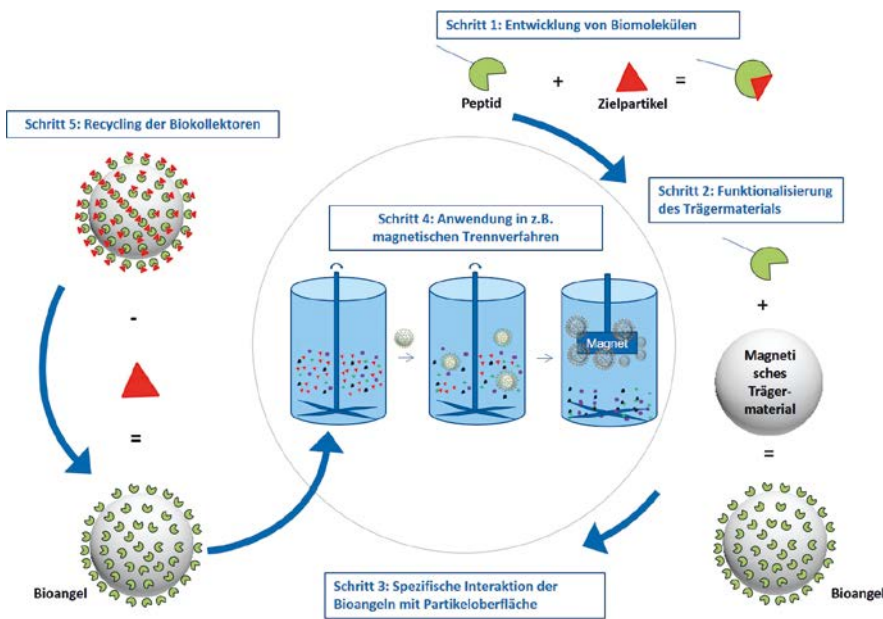 Schritt 1: Entwicklung von Biomolekülen
+
=
Peptid
Zielpartikel
Schritt 2: Funktionalisierung
des Trägermaterials
+
Magneti
sches
Träger-
material
=
Bioangel
Schritt 3: Spezifische Interaktion der
Bioangeln mit Partikeloberfläche
Schritt 4: Anwendung in z.B.
magnetischen Trennverfahren
Magnet
Schritt 5: Recycling der Biokollektoren
-
=
Bioangel